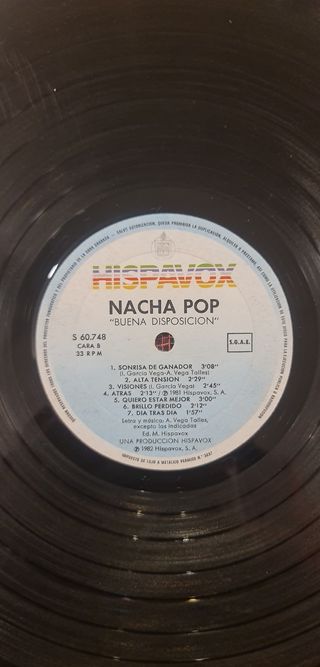 HISPAVOX
NACHA POP
"BUENA DISPOSICION"
S 60.748
CARA B
33 RPM
S.G.A.E.
1. SONRISA DE GANADOR 3'08"
(I. García Vega-A. Vega Tallés)
2. ALTA TENSION 2'29"
3. VISIONES (I. García Vega) 2'45"
4. ATRAS 2'13" / ℗ 1981 Hispavox, S. A.
5. QUIERO ESTAR MEJOR 3'00"
6. BRILLO PERDIDO 2'12"
7. DIA TRAS DIA 1'57"
Letra y música: A. Vega Tallés,
excepto las indicadas
Ed. M. Hispavox
UNA PRODUCCION HISPAVOX
℗ 1982 Hispavox, S. A.